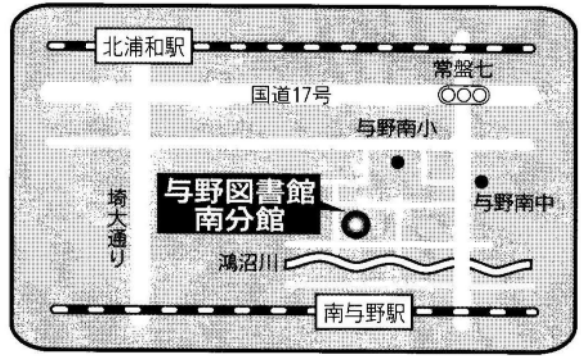 北浦和駅
常盤七
国道17号
与野南小
与野南中
与野図書館
南分館
埼大通り
鴻沼川
南与野駅